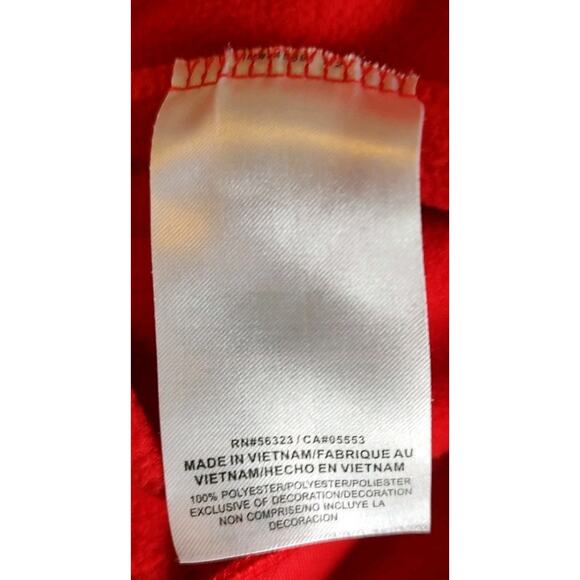 RN#56323 / CA#05553
MADE IN VIETNAM/FABRIQUE AU
VIETNAM/HECHO EN VIETNAM
100% POLYESTER/POLYESTER/POLIESTER
EXCLUSIVE OF DECORATION/DECORATION
NON COMPRISE/NO INCLUYE LA
DECORACION